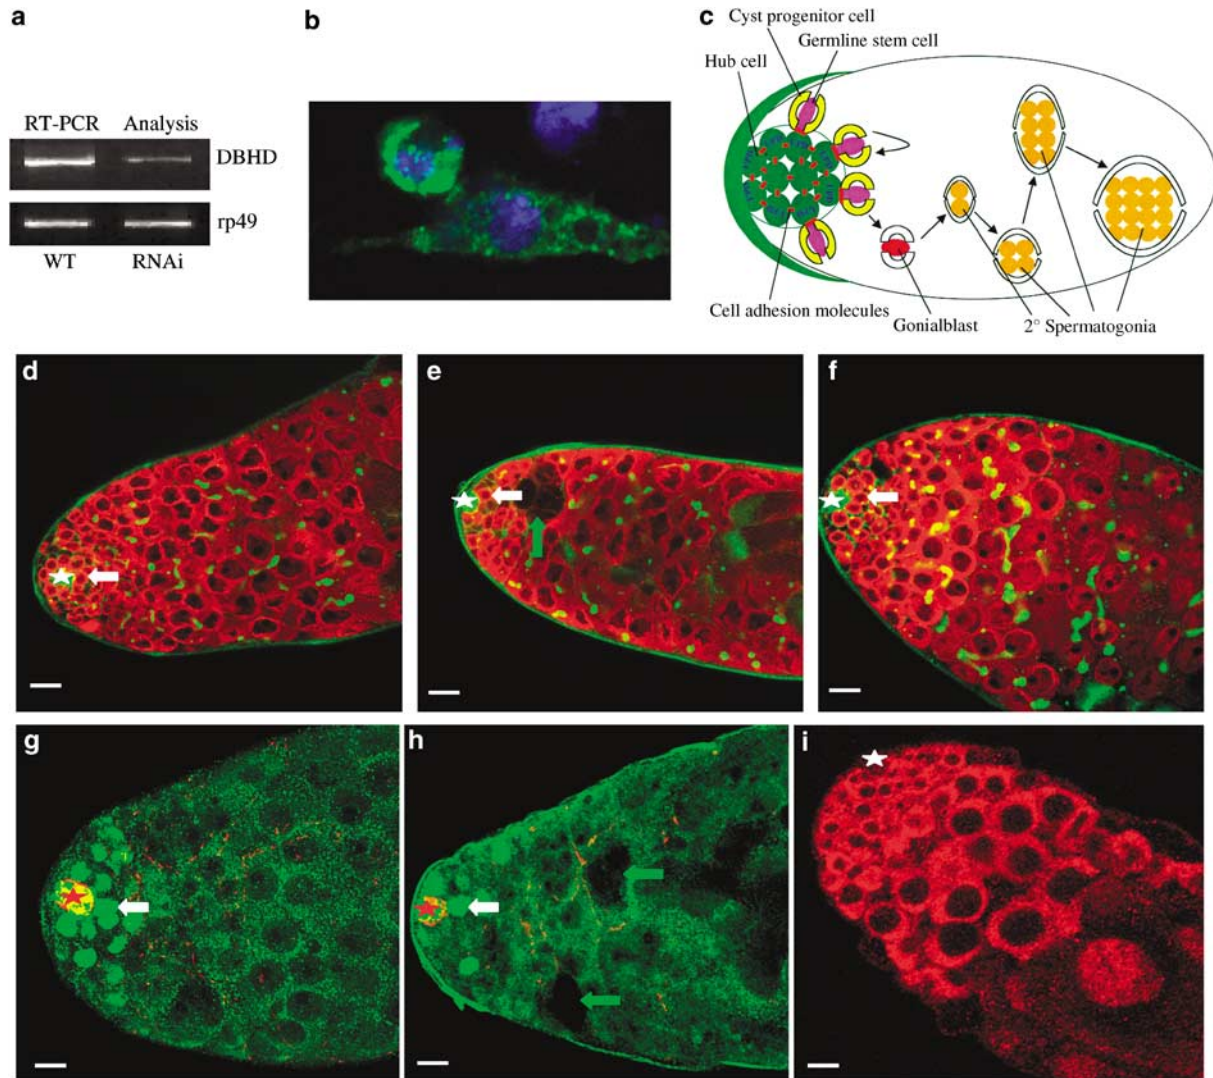 a
RT-PCR Analysis
DBHD
rp49
WT RNAi
b
c
Cyst progenitor cell
Germline stem cell
Hub cell
Cell adhesion molecules
Gonialblast
2° Spermatogonia
d
e
f
g
h
i